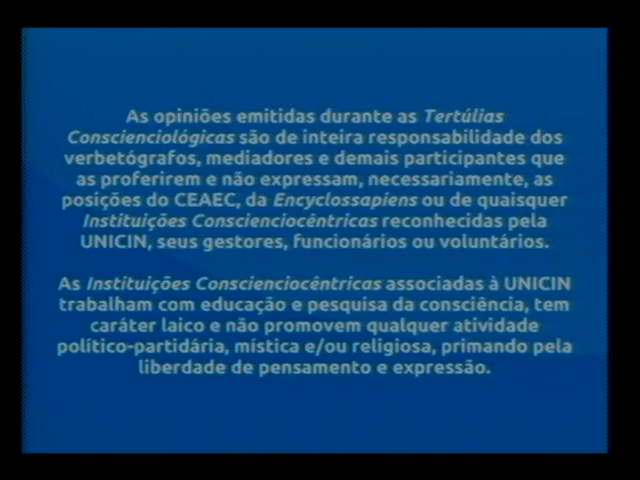 As opiniões emitidas durante as Tertúlias
Conscienciológicas são de inteira responsabilidade dos
verbetógrafos, mediadores e demais participantes que
as proferirem e não expressam, necessariamente, as
posições do CEAEC, da Encyclossapiens ou de quaisquer
Instituições Conscienciocêntricas reconhecidas pela
UNICIN, seus gestores, funcionários ou voluntários.
As Instituições Conscienciocêntricas associadas à UNICIN
trabalham com educação e pesquisa da consciência, tem
caráter laico e não promovem qualquer atividade
político-partidária, mística e/ou religiosa, primando pela
liberdade de pensamento e expressão.